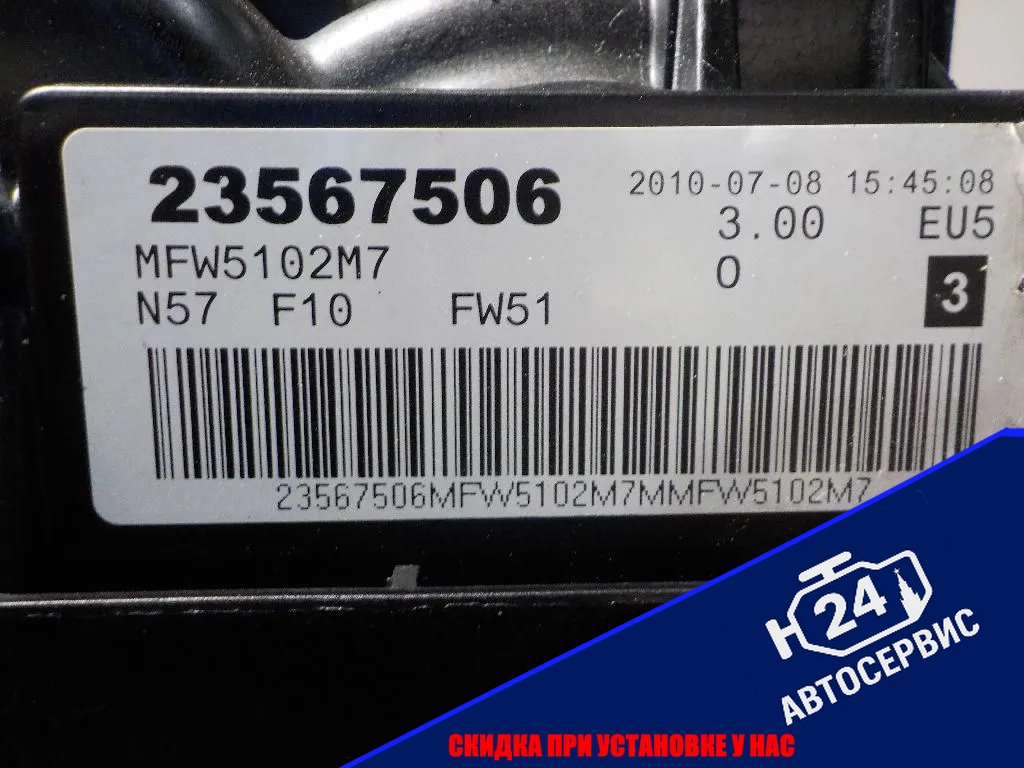 23567506
2010-07-08 15:45:08
3.00 EU5
MFW5102M7
0
3
N57 F10 FW51
23567506MFW5102M7MMFW5102M7
24
АВТОСЕРВИС
СКИДКА ПРИ УСТАНОВКЕ У НАС